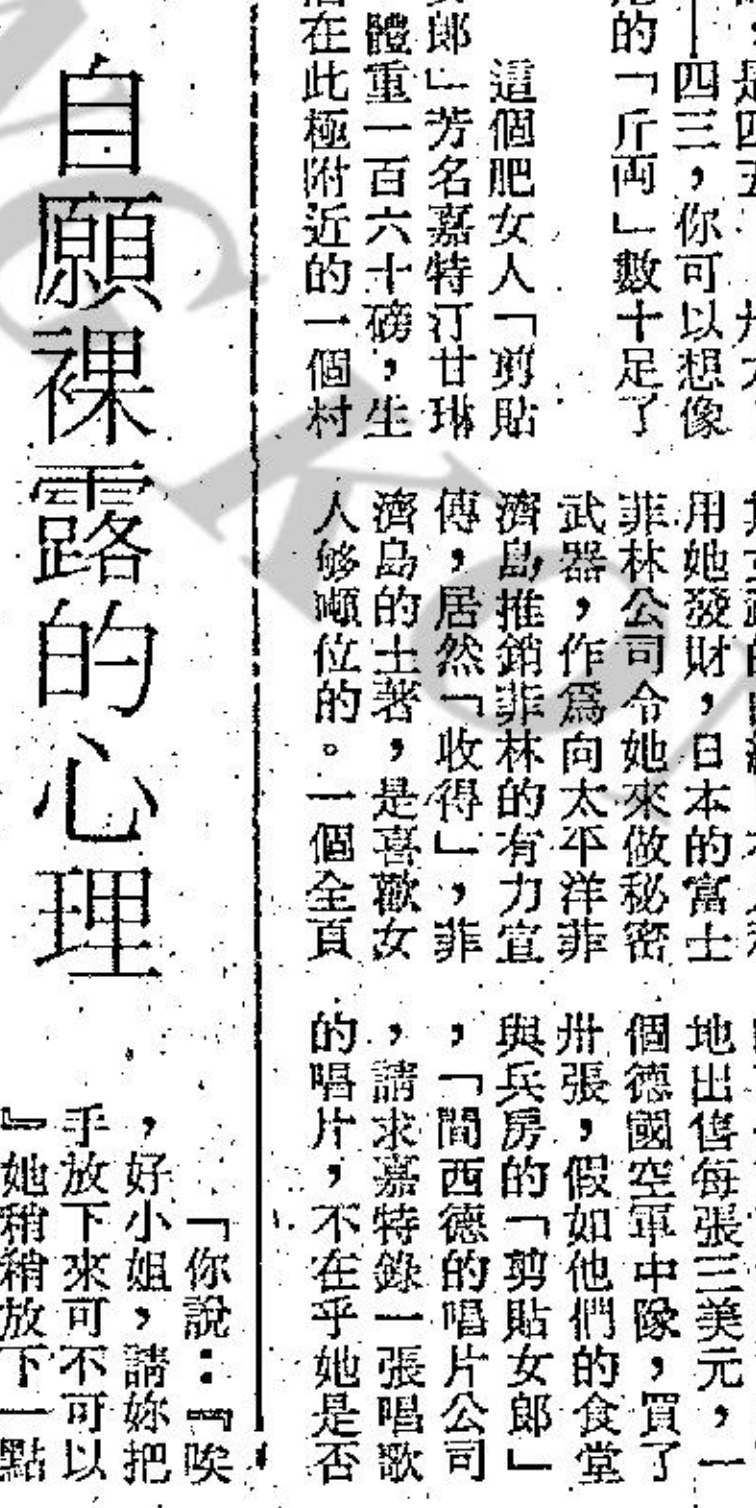 四三，你可以想像
的「斤両」數十足了
這個肥女人「剪貼
郎」芳名嘉特汀甘琳
體重一百六十磅，生
在此極附近的一個村
用她發財，日本的富士
菲林公司令她來做秘密
武器，作爲向太平洋菲
濟島推銷菲林的有力宣
傳，居然「收得」，菲
濟島的土著，是喜歡女
人够噸位的。一個全頁
地出售每張三美元，一
個德國空軍中隊，買了
卅張，假如他們的食堂
與兵房的「剪貼女郎」
，「間西德的唱片公司
，請求嘉特錄一張唱歌
的唱片，不在乎她是否
自願裸露的心理
「你說：『唉
，好小姐，請妳把
手放下來可不可以
』她稍稍放下一點